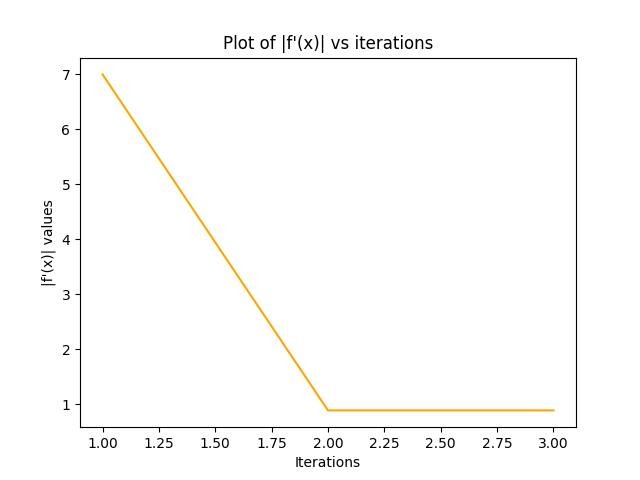 Plot of |f'(x)| vs iterations
|f'(x)| values
7
6
5
4
3
2
1
1.00 1.25 1.50 1.75 2.00 2.25 2.50 2.75 3.00
Iterations